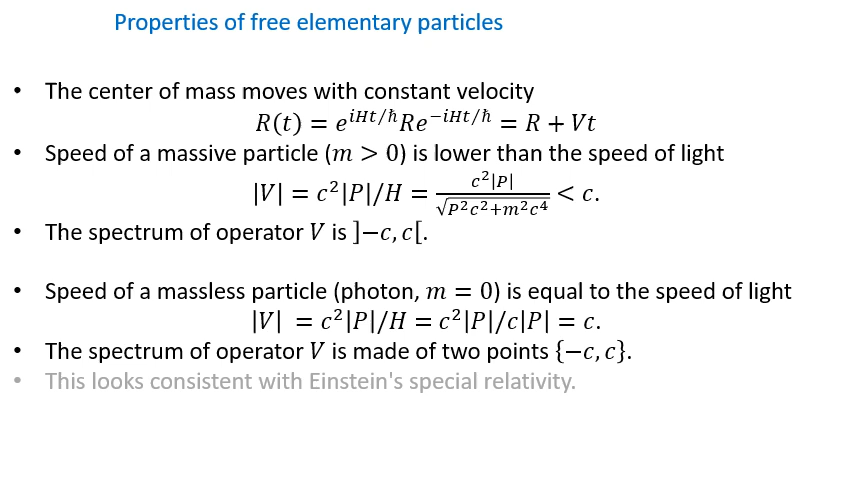 Properties of free elementary particles
• The center of mass moves with constant velocity
R(t) = e^{iHt/ħ}Re^{−iHt/ħ} = R + Vt
• Speed of a massive particle (m > 0) is lower than the speed of light
|V| = c²|P|/H = \frac{c²|P|}{\sqrt{P²c²+m²c⁴}} < c.
• The spectrum of operator V is ]−c, c[.
• Speed of a massless particle (photon, m = 0) is equal to the speed of light
|V| = c²|P|/H = c²|P|/c|P| = c.
• The spectrum of operator V is made of two points {−c, c}.
• This looks consistent with Einstein's special relativity.